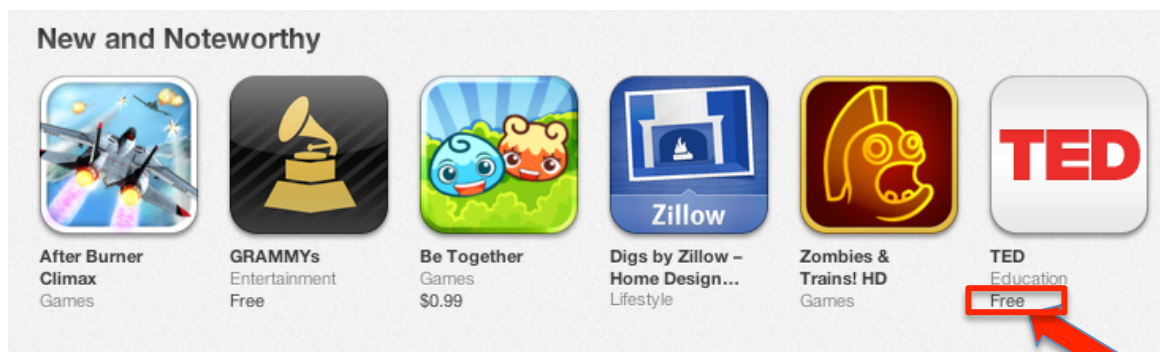 New and Noteworthy
Zillow
TED
After Burner
Climax
Games
GRAMMYs
Entertainment
Free
Be Together
Games
$0.99
Digs by Zillow –
Home Design...
Lifestyle
Zombies &
Trains! HD
Games
TED
Education
Free